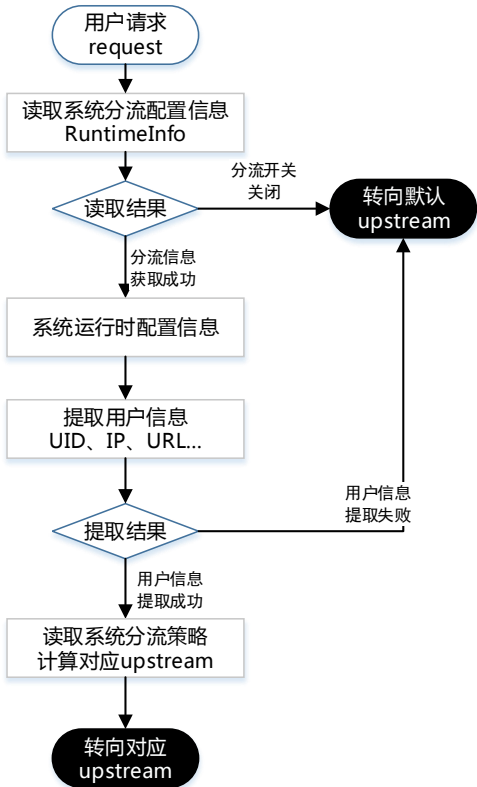 用户请求
request
读取系统分流配置信息
RuntimeInfo
读取结果
分流开关
关闭
转向默认
upstream
分流信息
获取成功
系统运行时配置信息
提取用户信息
UID、IP、URL...
提取结果
用户信息
提取失败
用户信息
提取成功
读取系统分流策略
计算对应upstream
转向对应
upstream